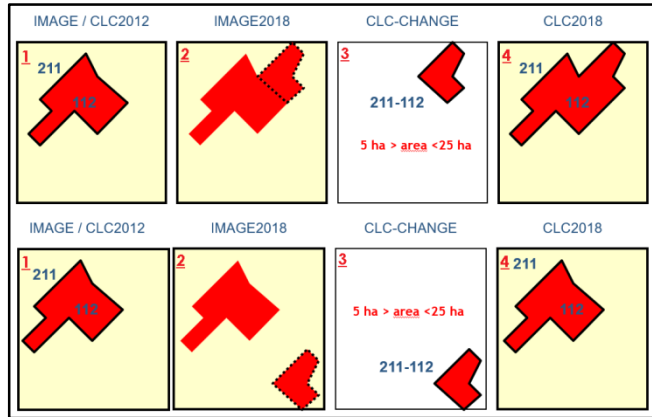 IMAGE / CLC2012 IMAGE2018 CLC-CHANGE CLC2018
1 2 3 4
211 211
112 211-112 112
5 ha > area <25 ha
IMAGE / CLC2012 IMAGE2018 CLC-CHANGE CLC2018
1 2 3 4
211 211
112 5 ha > area <25 ha 112
211-112